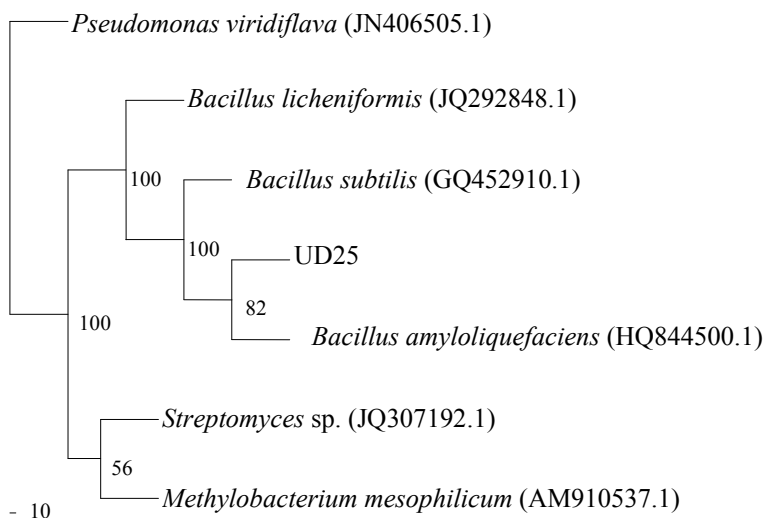 Pseudomonas viridiflava (JN406505.1)
Bacillus licheniformis (JQ292848.1)
100
Bacillus subtilis (GQ452910.1)
100
UD25
82
100
Bacillus amyloliquefaciens (HQ844500.1)
Streptomyces sp. (JQ307192.1)
56
Methylobacterium mesophilicum (AM910537.1)
10